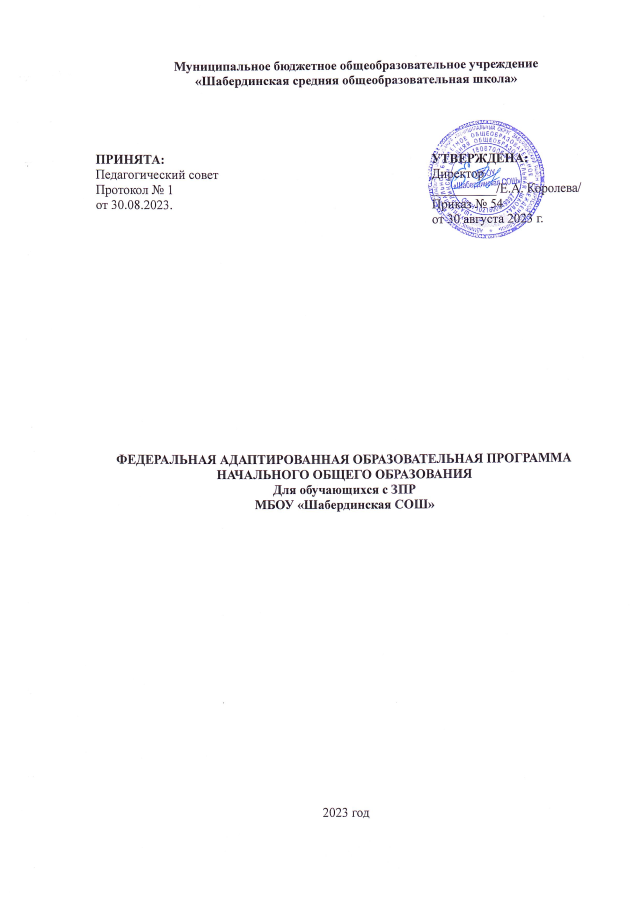 Муниципальное бюджетное общеобразовательное учреждение
«Шабердинская средняя общеобразовательная школа»
ПРИНЯТА:
Педагогический совет
Протокол № 1
от 30.08.2023.
УТВЕРЖДЕНА:
Директор
/Е.А. Королева/
Приказ № 54
от 30 августа 2023 г.
ФЕДЕРАЛЬНАЯ АДАПТИРОВАННАЯ ОБРАЗОВАТЕЛЬНАЯ ПРОГРАММА
НАЧАЛЬНОГО ОБЩЕГО ОБРАЗОВАНИЯ
Для обучающихся с ЗПР
МБОУ «Шабердинская СОШ»
2023 год